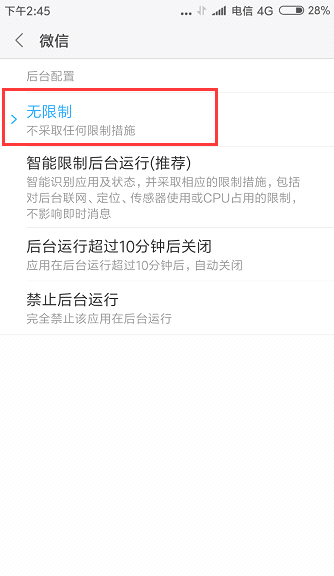 下午2:45 ... 电信 4G 28%
微信
后台配置
无限制
不采取任何限制措施
智能限制后台运行(推荐)
智能识别应用及状态，并采取相应的限制措施，包括
对后台联网、定位、传感器使用或CPU占用的限制，
不影响即时消息
后台运行超过10分钟后关闭
应用在后台运行超过10分钟后，自动关闭
禁止后台运行
完全禁止该应用在后台运行